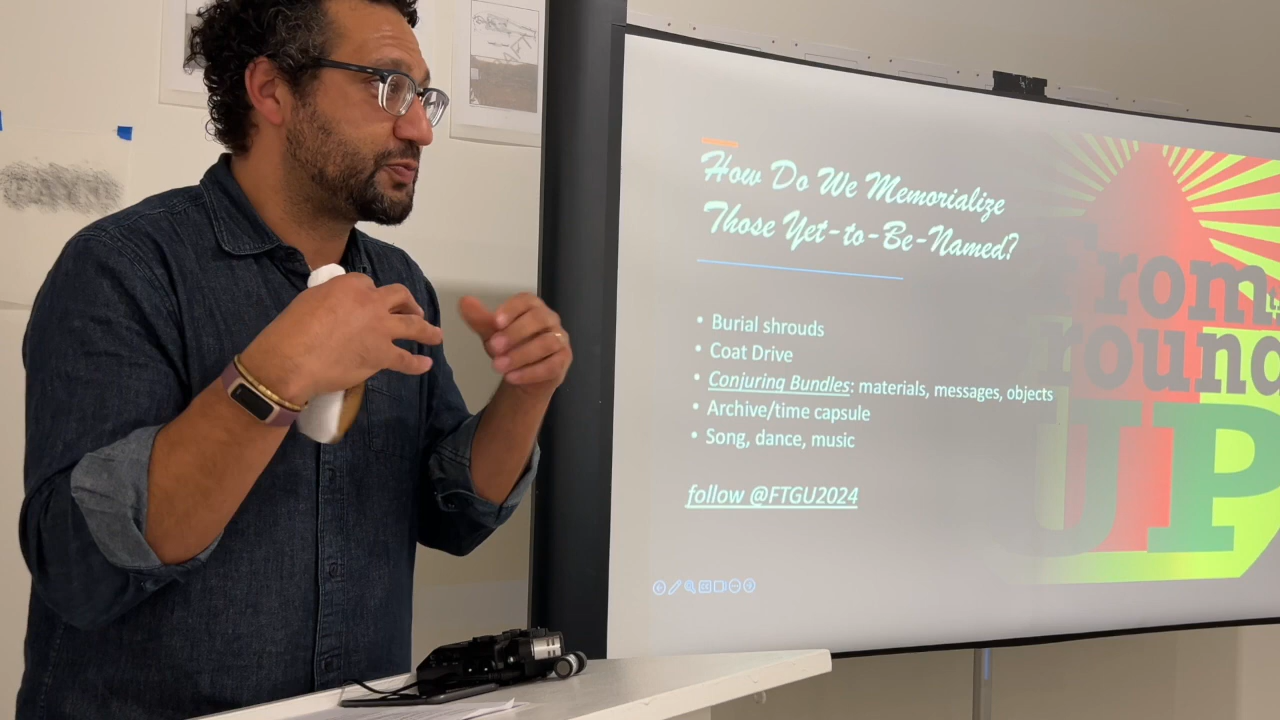 How Do We Memorialize
Those Yet-to-Be-Named?
• Burial shrouds
• Coat Drive
• Conjuring Bundles: materials, messages, objects
• Archive/time capsule
• Song, dance, music
follow @FTGU2024
from
round
UP